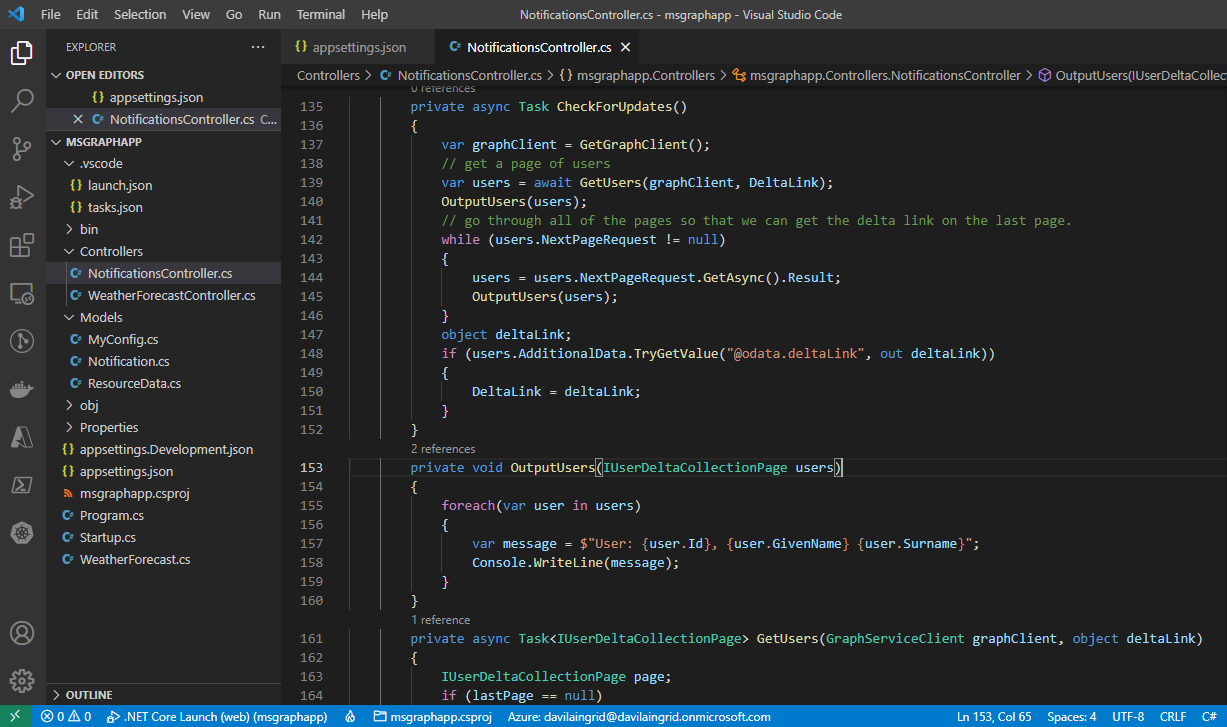 File Edit Selection View Go Run Terminal Help NotificationsController.cs - msgraphapp - Visual Studio Code
EXPLORER ...
OPEN EDITORS
{} appsettings.json
× C# NotificationsController.cs C...
MSGRAPHAPP
.vscode
{} launch.json
{} tasks.json
bin
Controllers
C# NotificationsController.cs
C# WeatherForecastController.cs
Models
C# MyConfig.cs
C# Notification.cs
C# ResourceData.cs
obj
Properties
{} appsettings.Development.json
{} appsettings.json
msgraphapp.csproj
C# Program.cs
C# Startup.cs
C# WeatherForecast.cs
OUTLINE
{} appsettings.json C# NotificationsController.cs ×
Controllers > C# NotificationsController.cs > {} msgraphapp.Controllers > msgraphapp.Controllers.NotificationsController > OutputUsers(IUserDeltaCollec
0 references
135 private async Task CheckForUpdates()
136 {
137 var graphClient = GetGraphClient();
138 // get a page of users
139 var users = await GetUsers(graphClient, DeltaLink);
140 OutputUsers(users);
141 // go through all of the pages so that we can get the delta link on the last page.
142 while (users.NextPageRequest != null)
143 {
144 users = users.NextPageRequest.GetAsync().Result;
145 OutputUsers(users);
146 }
147 object deltaLink;
148 if (users.AdditionalData.TryGetValue("@odata.deltaLink", out deltaLink))
149 {
150 DeltaLink = deltaLink;
151 }
152 }
2 references
153 private void OutputUsers(IUserDeltaCollectionPage users)
154 {
155 foreach(var user in users)
156 {
157 var message = $"User: {user.Id}, {user.GivenName} {user.Surname}";
158 Console.WriteLine(message);
159 }
160 }
1 reference
161 private async Task<IUserDeltaCollectionPage> GetUsers(GraphServiceClient graphClient, object deltaLink)
162 {
163 IUserDeltaCollectionPage page;
164 if (lastPage == null)
0 0 .NET Core Launch (web) (msgraphapp) msgraphapp.csproj Azure: davilaingrid@davilaingrid.onmicrosoft.com Ln 153, Col 65 Spaces: 4 UTF-8 CRLF C#